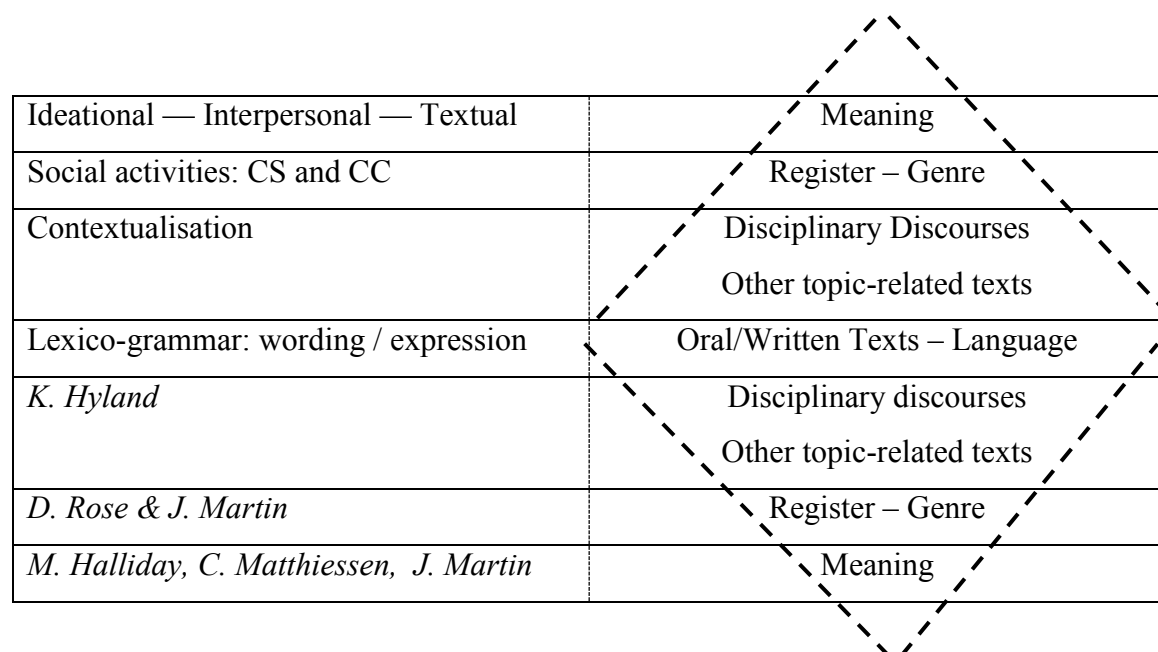 Ideational — Interpersonal — Textual
Meaning
Social activities: CS and CC
Register – Genre
Contextualisation
Disciplinary Discourses
Other topic-related texts
Lexico-grammar: wording / expression
Oral/Written Texts – Language
K. Hyland
Disciplinary discourses
Other topic-related texts
D. Rose & J. Martin
Register – Genre
M. Halliday, C. Matthiessen, J. Martin
Meaning